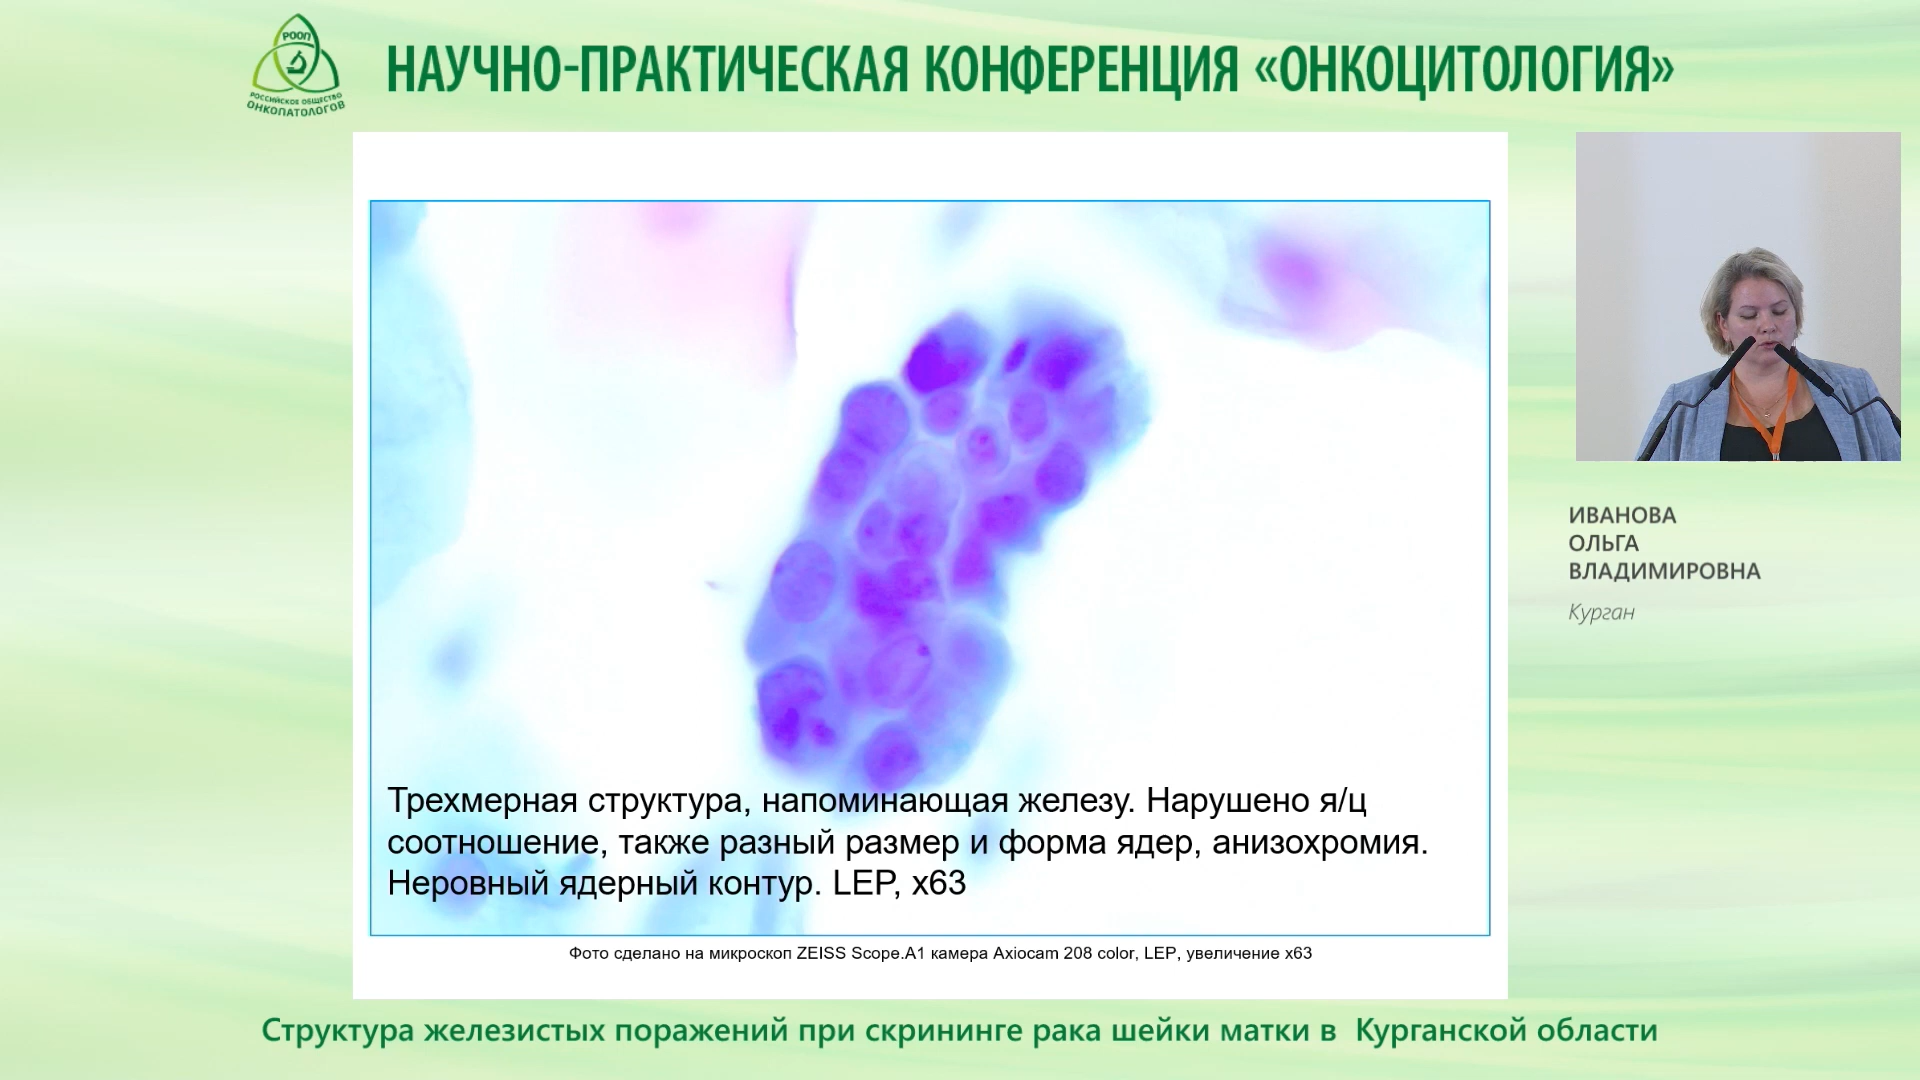 РООП
РОССИЙСКОЕ ОБЩЕСТВО
ОНКОПАТОЛОГОВ
НАУЧНО-ПРАКТИЧЕСКАЯ КОНФЕРЕНЦИЯ «ОНКОЦИТОЛОГИЯ»
Трехмерная структура, напоминающая железу. Нарушено я/ц
соотношение, также разный размер и форма ядер, анизохромия.
Неровный ядерный контур. LEP, x63
Фото сделано на микроскоп ZEISS Scope.A1 камера Axiocam 208 color, LEP, увеличение x63
ИВАНОВА
ОЛЬГА
ВЛАДИМИРОВНА
Курган
Структура железистых поражений при скрининге рака шейки матки в  Курганской области